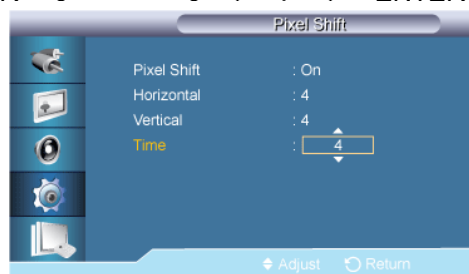 Pixel Shift
Pixel Shift : On
Horizontal : 4
Vertical : 4
Time : 4
Adjust Return